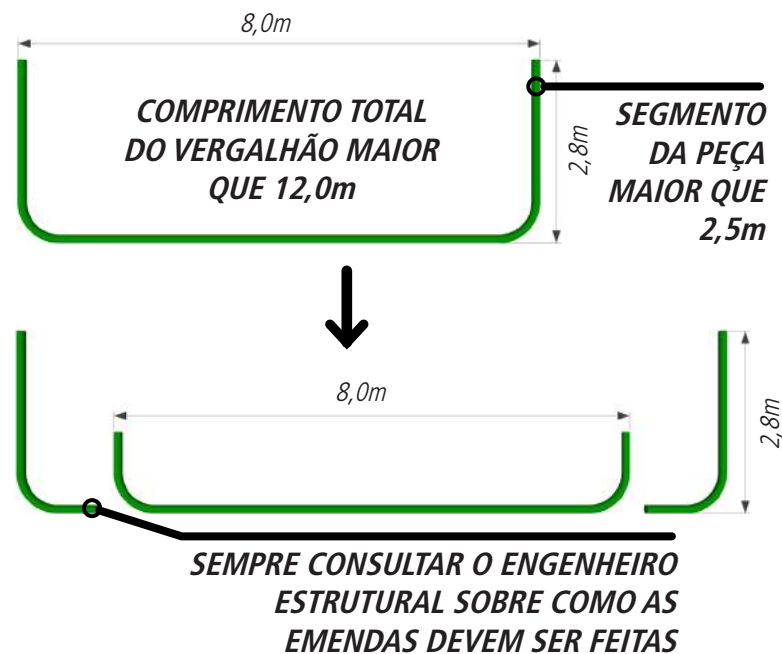 8,0m
COMPRIMENTO TOTAL
DO VERGALHÃO MAIOR
QUE 12,0m
2,8m
SEGMENTO
DA PEÇA
MAIOR QUE
2,5m
8,0m
2,8m
SEMPRE CONSULTAR O ENGENHEIRO
ESTRUTURAL SOBRE COMO AS
EMENDAS DEVEM SER FEITAS